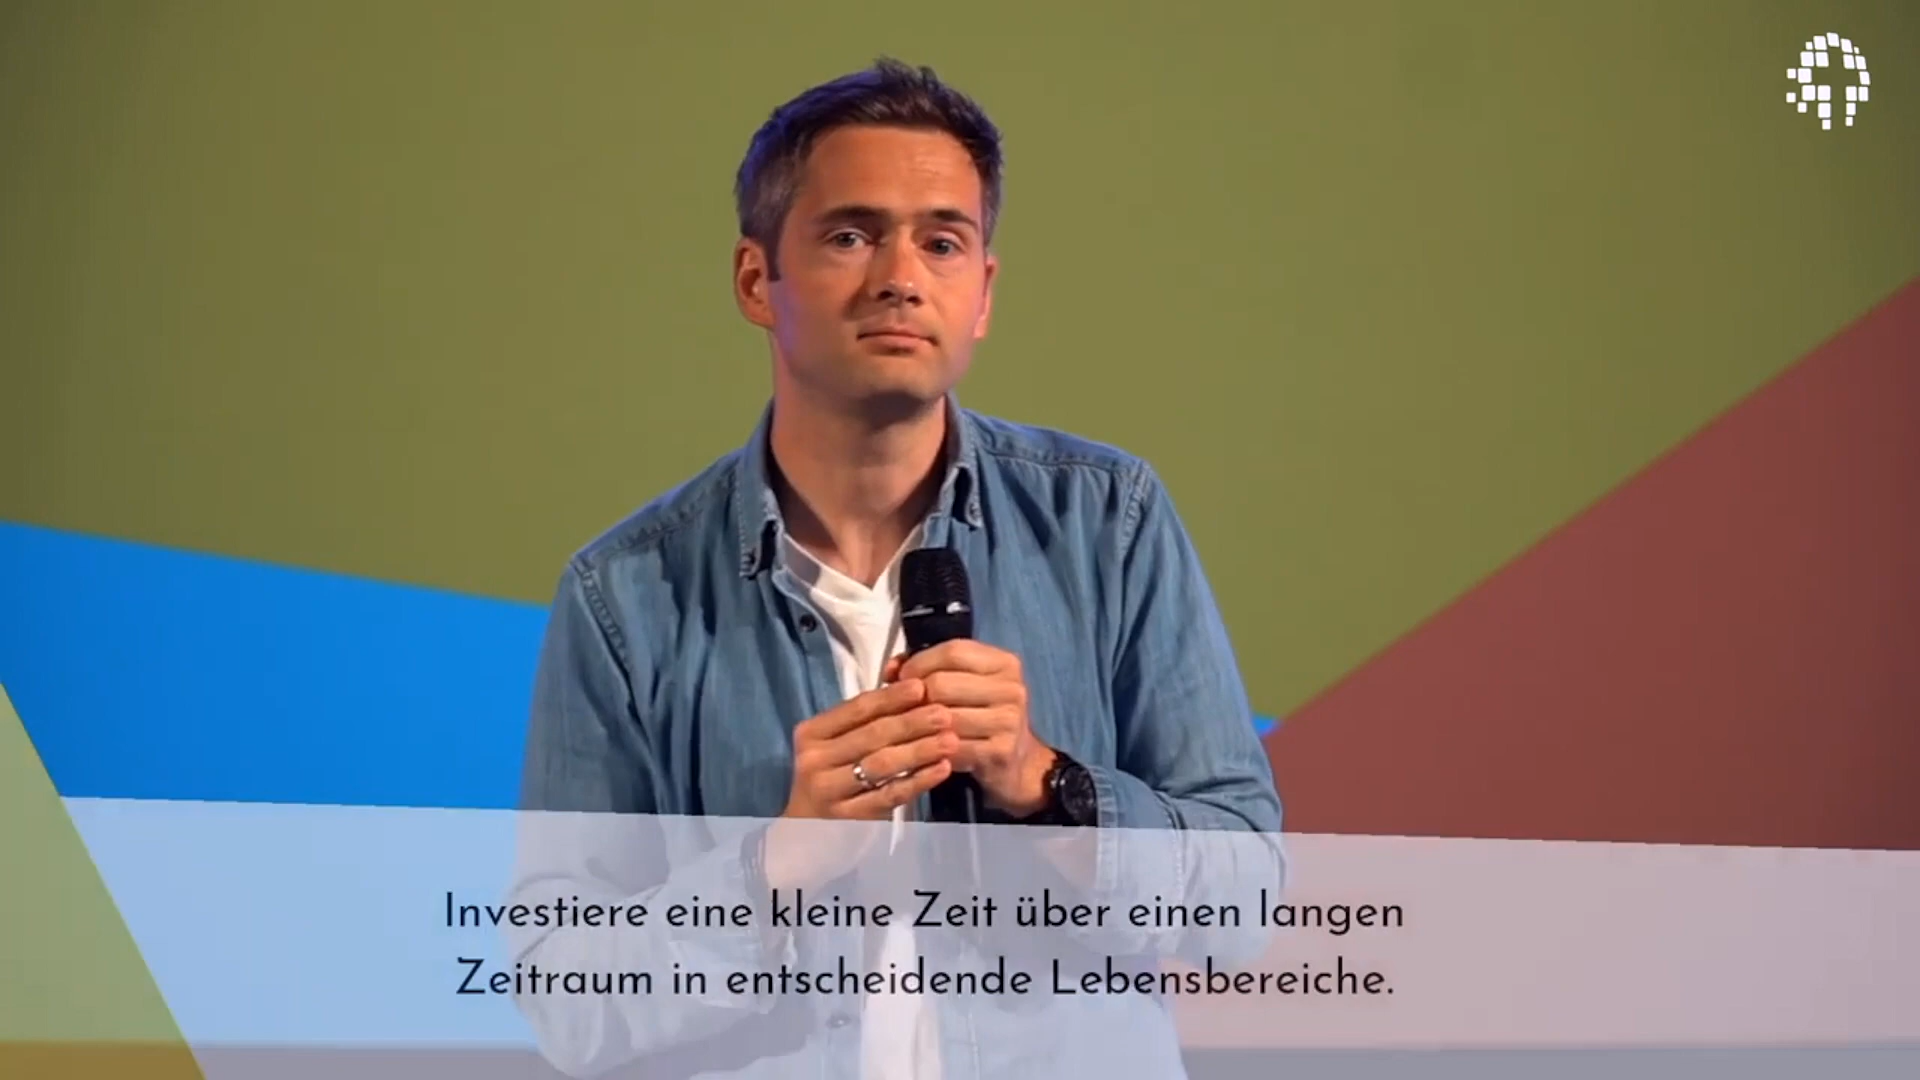 Investiere eine kleine Zeit über einen langen
Zeitraum in entscheidende Lebensbereiche.